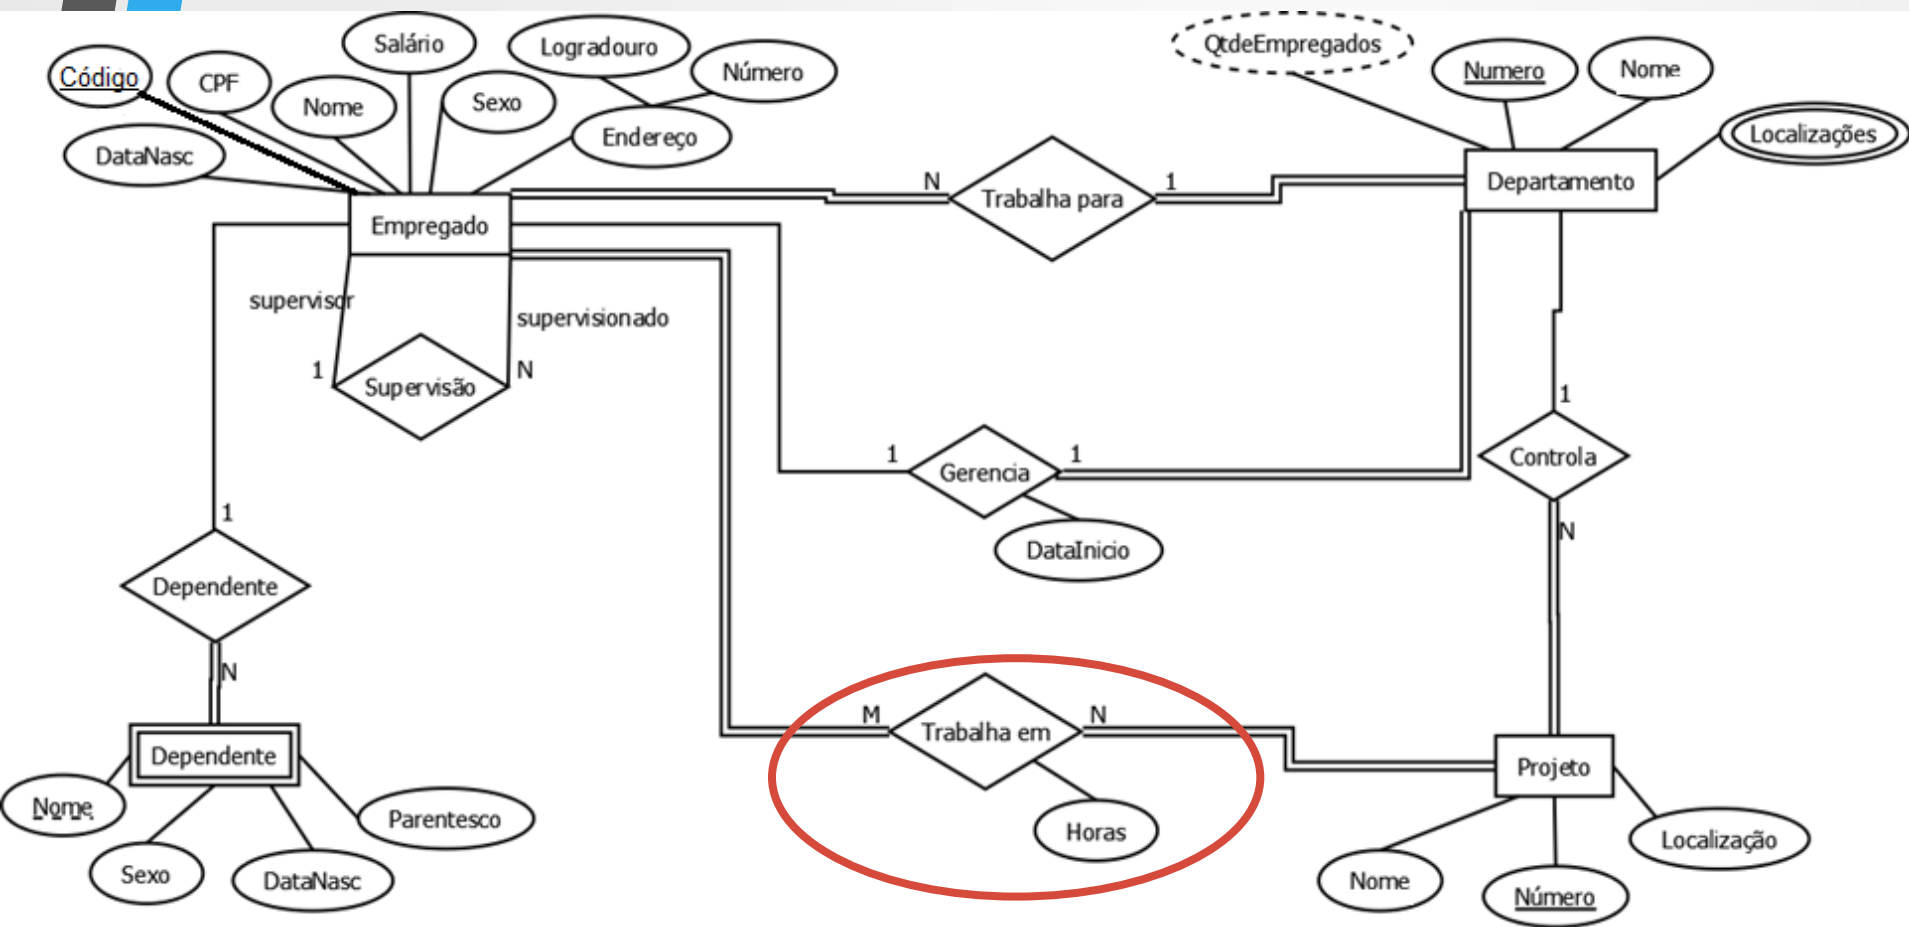 Salário
Logradouro
QtdeEmpregados
Código
CPF
Número
Numero
Nome
Nome
Sexo
Endereço
Localizações
DataNasc
N
1
Trabalha para
Departamento
Empregado
supervisor
supervisionado
1
N
Supervisão
1
1
1
Gerencia
Controla
1
N
DataInicio
Dependente
N
M
N
Trabalha em
Dependente
Projeto
Nome
Parentesco
Horas
Localização
Sexo
DataNasc
Nome
Número